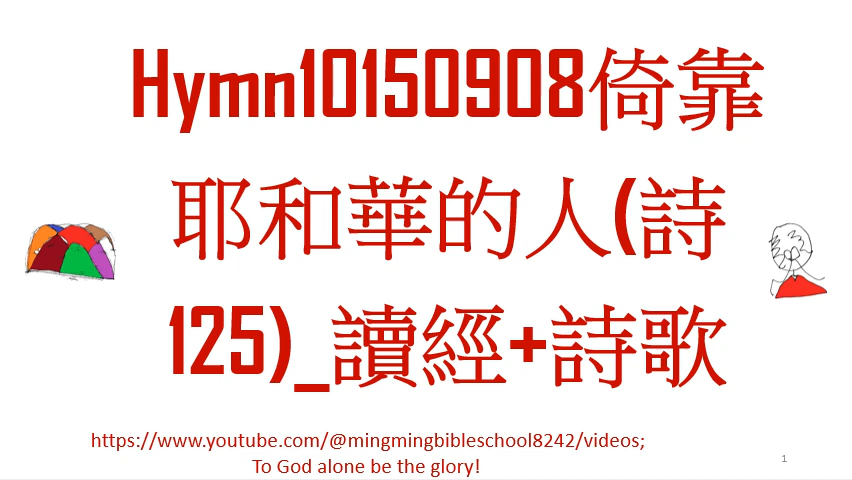 Hymn10150908倚靠
耶和華的人(詩
125)_讀經+詩歌
https://www.youtube.com/@mingmingbibleschool8242/videos;
To God alone be the glory!
1